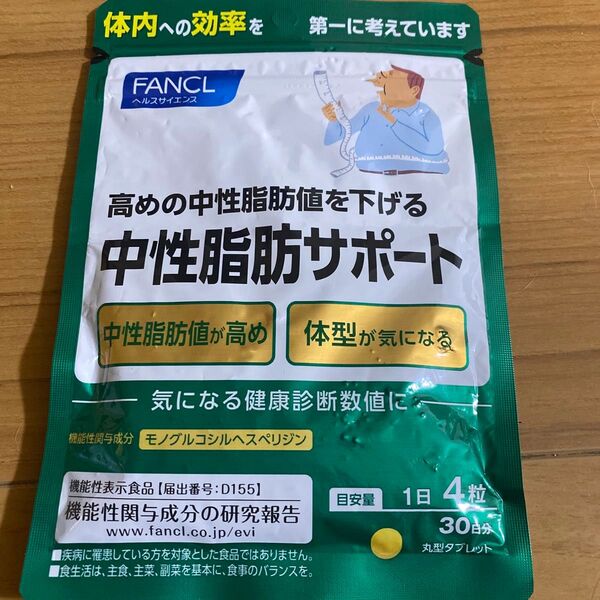 体内への効率を 第一に考えています
FANCL
ヘルスサイエンス
高めの中性脂肪値を下げる
中性脂肪サポート
中性脂肪値が高め 体型が気になる
気になる健康診断数値に
機能性関与成分 モノグルコシルヘスペリジン
機能性表示食品【届出番号:D155】
機能性関与成分の研究報告
www.fancl.co.jp/evi
目安量 1日 4粒
30日分
丸型タブレット
■疾病に罹患している方を対象とした食品ではありません。
■食生活は、主食、主菜、副菜を基本に、食事のバランスを。